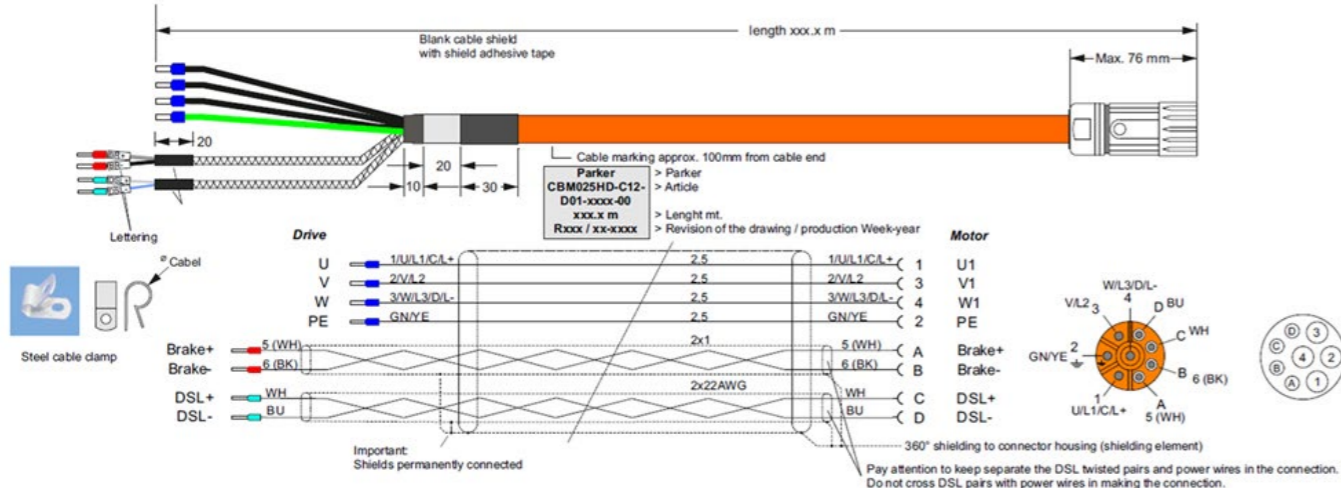 length xxx.x m
Blank cable shield
with shield adhesive tape
Max. 76 mm
20
20
10
30
Cable marking approx. 100mm from cable end
Parker > Parker
CBM025HD-C12- > Article
D01-xxxx-00
xxx.x m > Lenght mt.
Rxxx / xx-xxxx > Revision of the drawing / production Week-year
Lettering
Drive
Motor
ø Cabel
Steel cable clamp
U 1/U/L1/C/L+ 2.5 1/U/L1/C/L+ 1 U1
V 2/V/L2 2.5 2/V/L2 3 V1
W 3/W/L3/D/L- 2.5 3/W/L3/D/L- 4 W1
PE GN/YE 2.5 GN/YE 2 PE
Brake+ 5 (WH) 2x1 5 (WH) A Brake+
Brake- 6 (BK) 6 (BK) B Brake-
DSL+ WH 2x22AWG WH C DSL+
DSL- BU BU D DSL-
W/L3/D/L-
4
V/L2 3
D BU
C WH
GN/YE 2
B 6 (BK)
1
U/L1/C/L+
A
5 (WH)
D 3
C 4 2
B
A 1
Important:
Shields permanently connected
360° shielding to connector housing (shielding element)
Pay attention to keep separate the DSL twisted pairs and power wires in the connection.
Do not cross DSL pairs with power wires in making the connection.